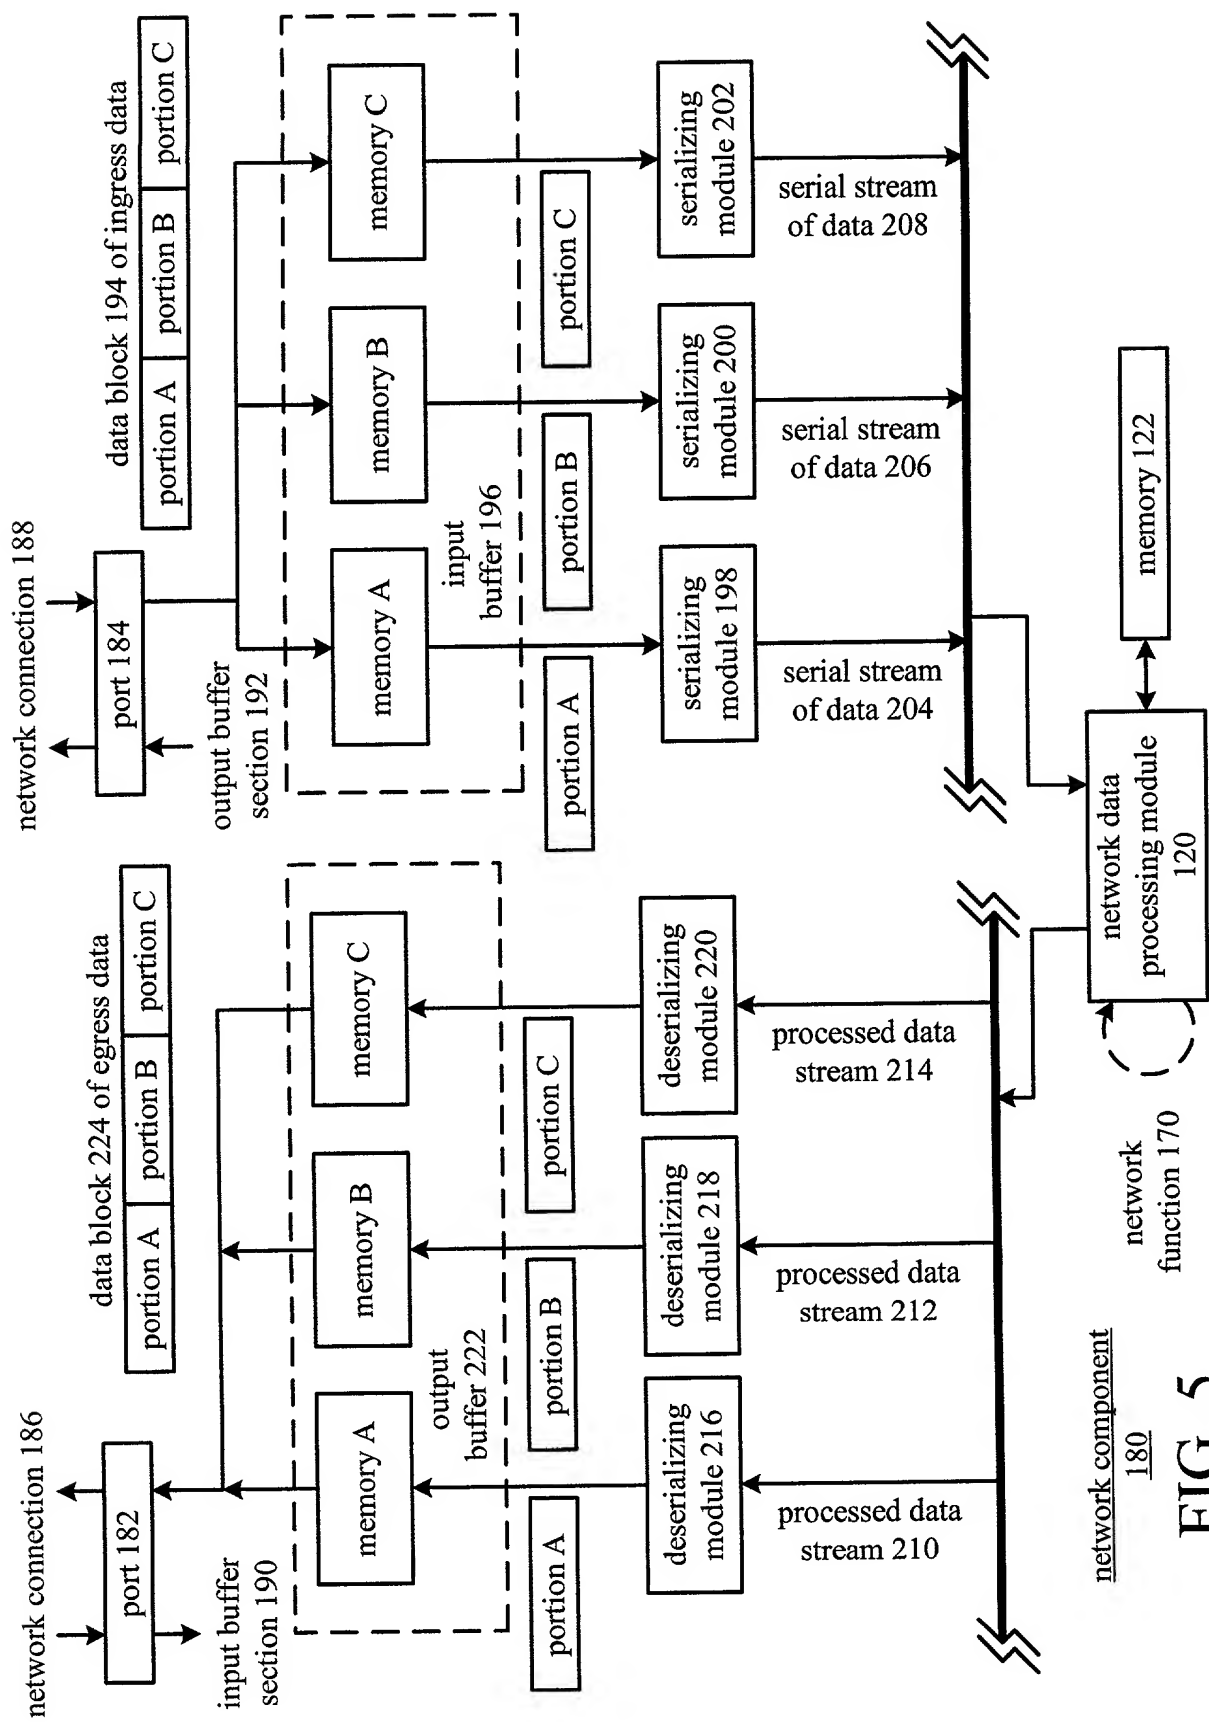 network connection 186
port 182
input buffer
section 190
data block 224 of egress data
portion A
portion B
portion C
memory A
memory B
memory C
output
buffer 222
portion A
portion B
portion C
deserializing
module 216
deserializing
module 218
deserializing
module 220
processed data
stream 210
processed data
stream 212
processed data
stream 214
network connection 188
port 184
output buffer
section 192
data block 194 of ingress data
portion A
portion B
portion C
memory A
memory B
memory C
input
buffer 196
portion A
portion B
portion C
serializing
module 198
serializing
module 200
serializing
module 202
serial stream
of data 204
serial stream
of data 206
serial stream
of data 208
network component
180
network
function 170
network data
processing module
120
memory 122
FIG. 5